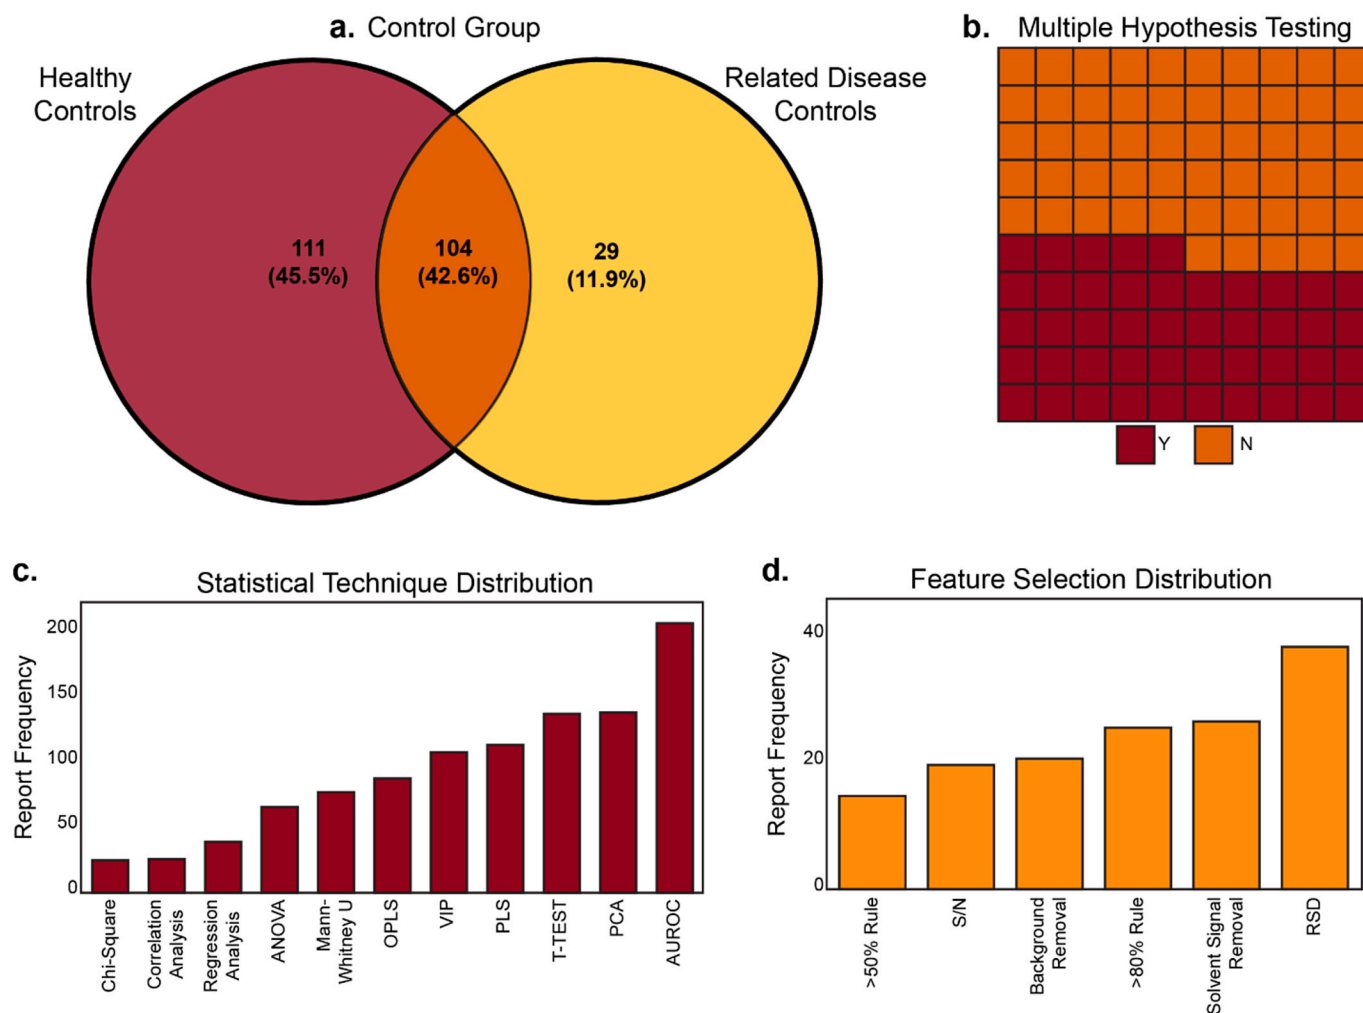 a. Control Group
Healthy
Controls
Related Disease
Controls
111
(45.5%)
104
(42.6%)
29
(11.9%)
b. Multiple Hypothesis Testing
Y
N
c. Statistical Technique Distribution
Report Frequency
200
150
100
50
0
Chi-Square
Correlation
Analysis
Regression
Analysis
ANOVA
Mann-
Whitney U
OPLS
VIP
PLS
T-TEST
PCA
AUROC
d. Feature Selection Distribution
Report Frequency
40
20
0
>50% Rule
S/N
Background
Removal
>80% Rule
Solvent Signal
Removal
RSD